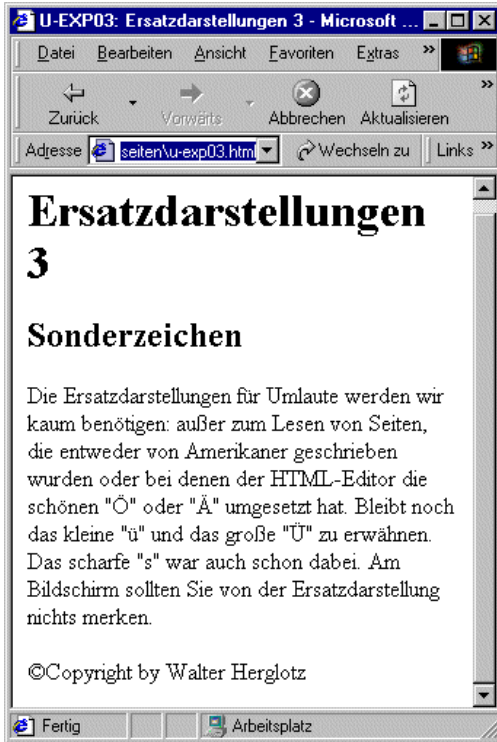 U-EXP03: Ersatzdarstellungen 3 - Microsoft ...
Datei Bearbeiten Ansicht Favoriten Extras »
Zurück Vorwärts Abbrechen Aktualisieren »
Adresse seiten\u-exp03.html Wechseln zu Links »
Ersatzdarstellungen
3
Sonderzeichen
Die Ersatzdarstellungen für Umlaute werden wir
kaum benötigen: außer zum Lesen von Seiten,
die entweder von Amerikaner geschrieben
wurden oder bei denen der HTML-Editor die
schönen "Ö" oder "Ä" umgesetzt hat. Bleibt noch
das kleine "ü" und das große "Ü" zu erwähnen.
Das scharfe "s" war auch schon dabei. Am
Bildschirm sollten Sie von der Ersatzdarstellung
nichts merken.
©Copyright by Walter Herglotz
Fertig Arbeitsplatz